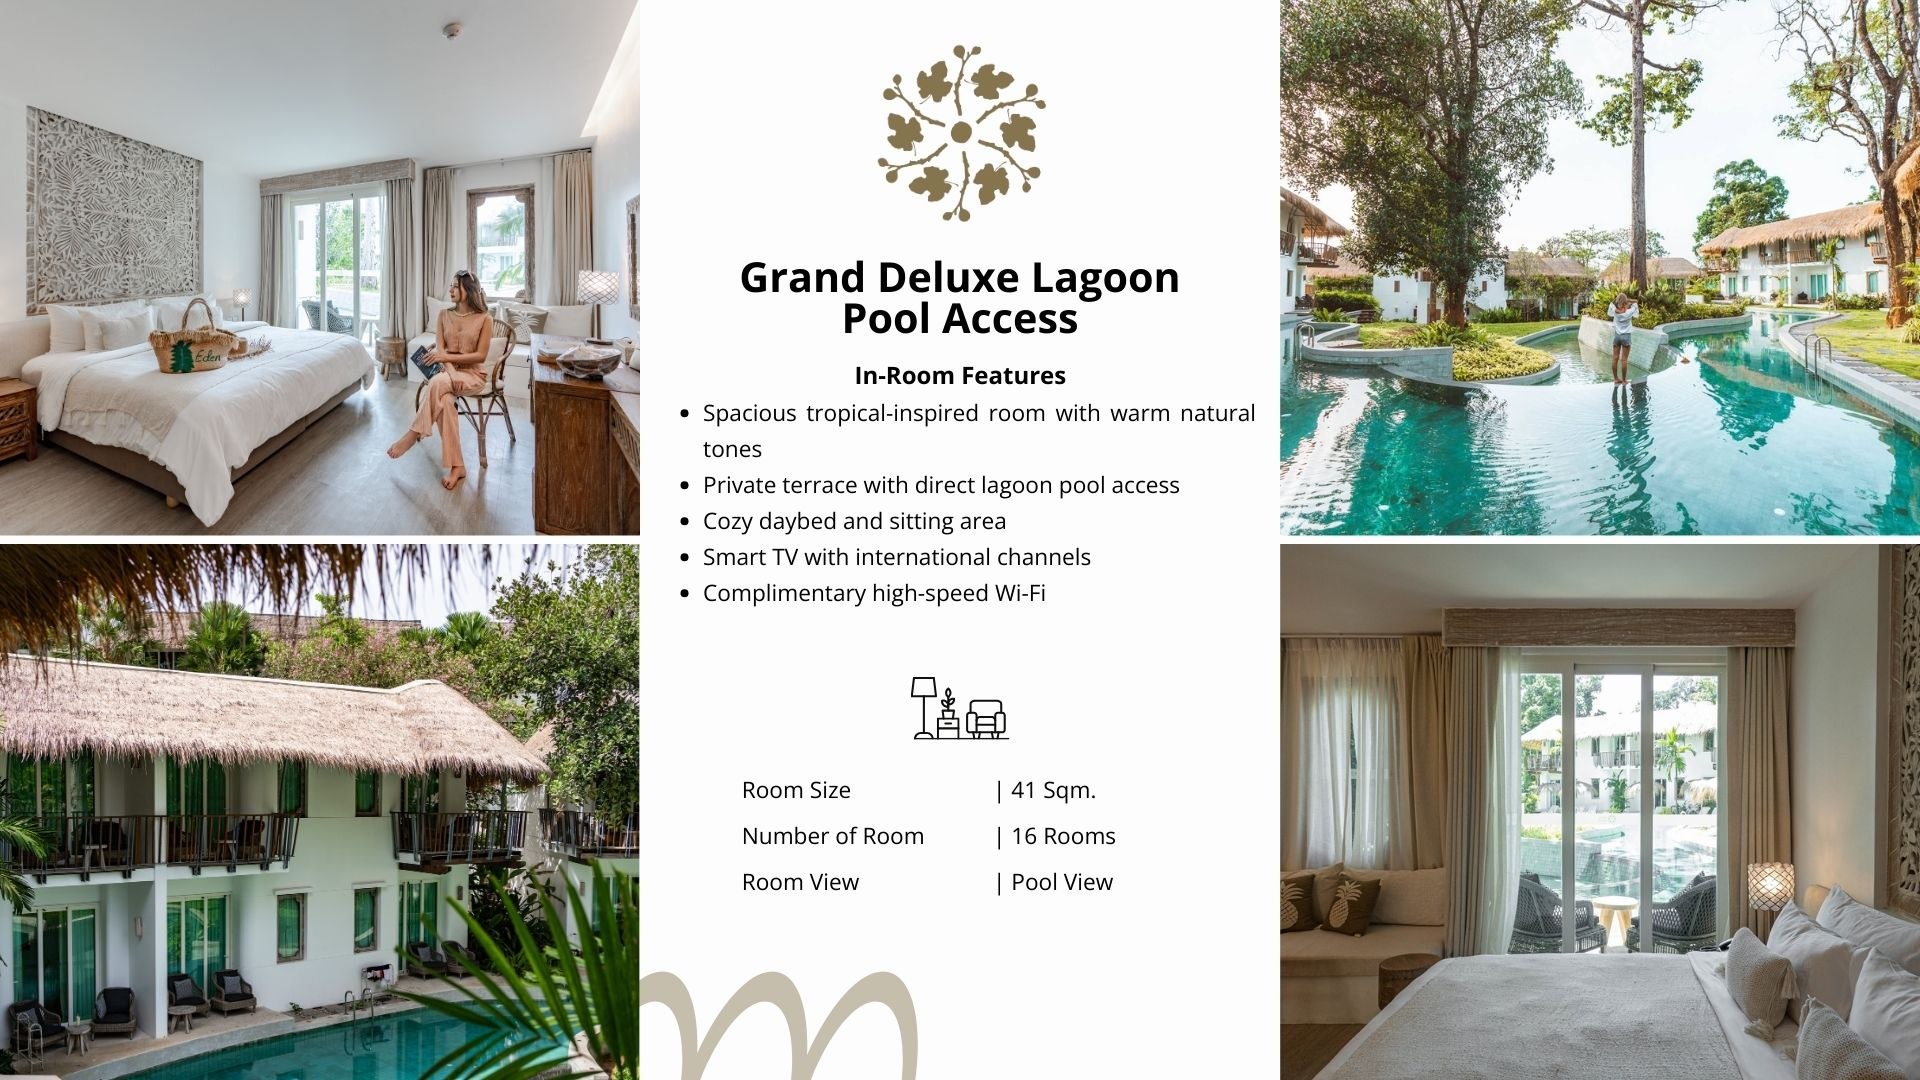 Eden
Grand Deluxe Lagoon
Pool Access
In-Room Features
• Spacious tropical-inspired room with warm natural
tones
• Private terrace with direct lagoon pool access
• Cozy daybed and sitting area
• Smart TV with international channels
• Complimentary high-speed Wi-Fi
Room Size | 41 Sqm.
Number of Room | 16 Rooms
Room View | Pool View
m